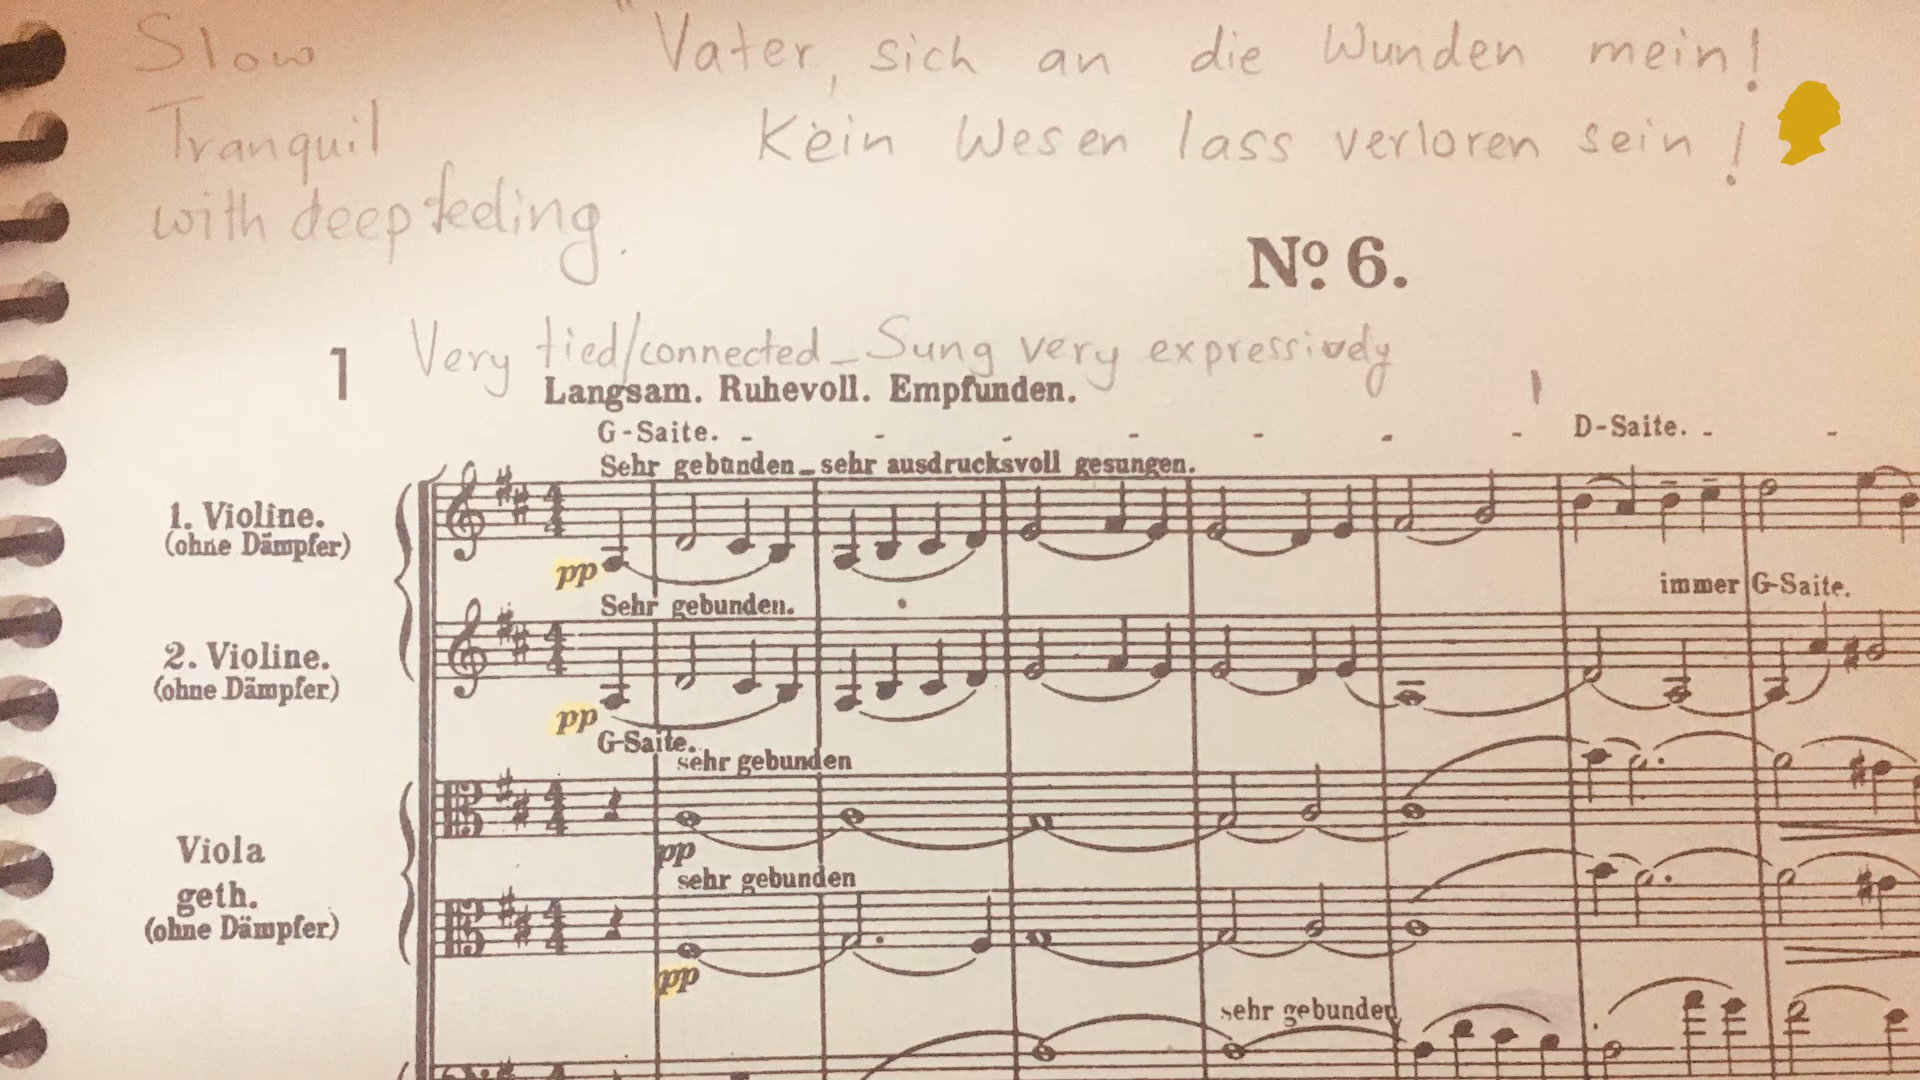 Slow
"Vater, sich an die Wunden mein!
Tranquil
Kein Wesen lass verloren sein!
with deep feeling.
Nº 6.
1
Very tied/connected – Sung very expressively
Langsam. Ruhevoll. Empfunden.
G-Saite. - - - - - - - D-Saite. - -
Sehr gebunden – sehr ausdrucksvoll gesungen.
1. Violine.
(ohne Dämpfer)
pp
immer G-Saite.
Sehr gebunden.
2. Violine.
(ohne Dämpfer)
pp
G-Saite.
sehr gebunden
Viola
geth.
(ohne Dämpfer)
pp
sehr gebunden
pp
sehr gebunden